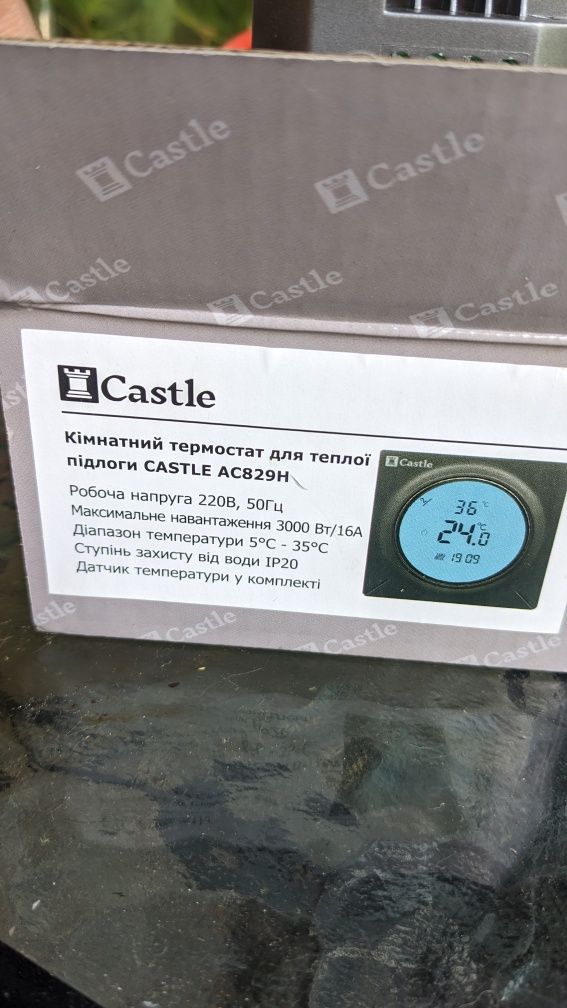 Castle
Castle
Castle
Castle
Castle
Castle
Кімнатний термостат для теплої
підлоги CASTLE AC829H
Робоча напруга 220В, 50Гц
Максимальне навантаження 3000 Вт/16А
Діапазон температури 5°C - 35°C
Ступінь захисту від води IP20
Датчик температури у комплекті
Castle
36 °C
24.0 °C
19:09
Castle
Castle
Castle